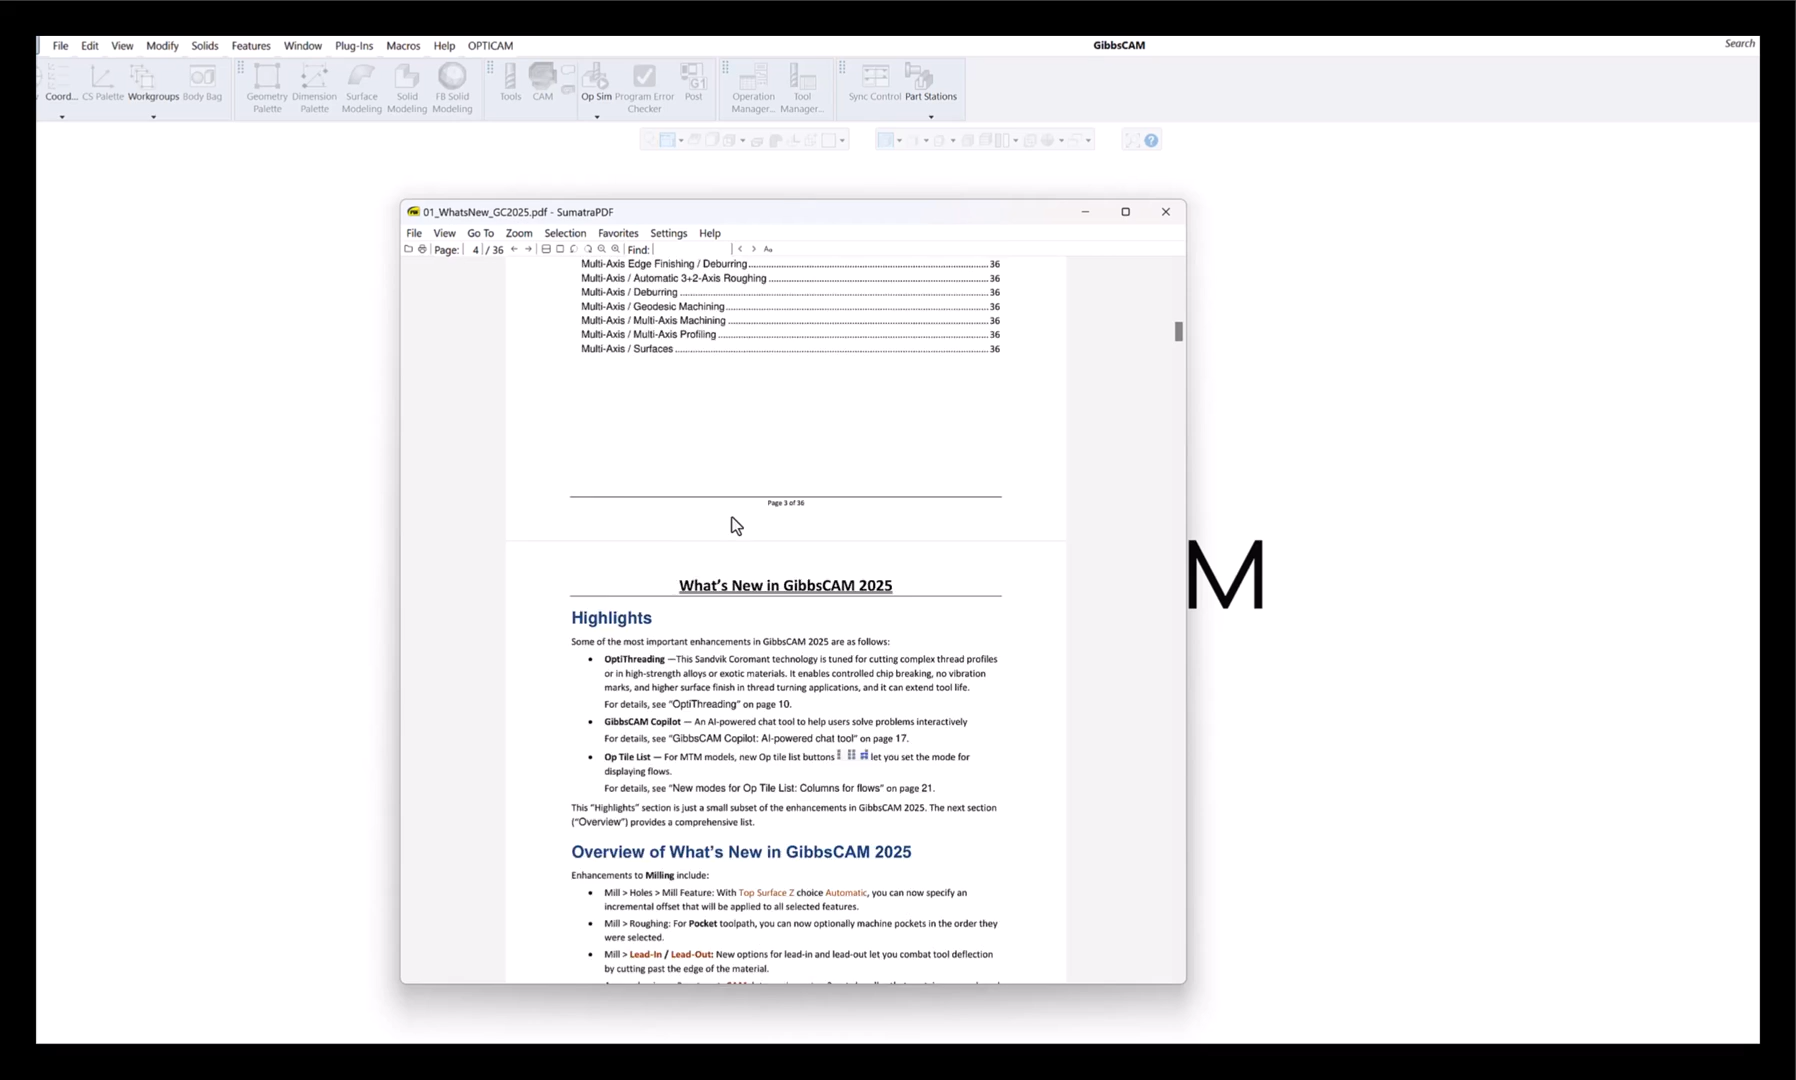 File Edit View Modify Solids Features Window Plug-Ins Macros Help OPTICAM
GibbsCAM
Search
Coord... CS Palette Workgroups Body Bag
Geometry Palette
Dimension Palette
Surface Modeling
Solid Modeling
FB Solid Modeling
Tools CAM
Op Sim Program Error Checker
G1
Post
Operation Manager...
Tool Manager...
Sync Control Part Stations
01_WhatsNew_GC2025.pdf - SumatraPDF
File View Go To Zoom Selection Favorites Settings Help
Page: 4 / 36
Find:
Aa
Multi-Axis Edge Finishing / Deburring 36
Multi-Axis / Automatic 3+2-Axis Roughing 36
Multi-Axis / Deburring 36
Multi-Axis / Geodesic Machining 36
Multi-Axis / Multi-Axis Machining 36
Multi-Axis / Multi-Axis Profiling 36
Multi-Axis / Surfaces 36
Page 3 of 36
M
What's New in GibbsCAM 2025
Highlights
Some of the most important enhancements in GibbsCAM 2025 are as follows:
• OptiThreading —This Sandvik Coromant technology is tuned for cutting complex thread profiles
or in high-strength alloys or exotic materials. It enables controlled chip breaking, no vibration
marks, and higher surface finish in thread turning applications, and it can extend tool life.
For details, see "OptiThreading" on page 10.
• GibbsCAM Copilot — An AI-powered chat tool to help users solve problems interactively
For details, see "GibbsCAM Copilot: AI-powered chat tool" on page 17.
• Op Tile List — For MTM models, new Op tile list buttons let you set the mode for
displaying flows.
For details, see "New modes for Op Tile List: Columns for flows" on page 21.
This "Highlights" section is just a small subset of the enhancements in GibbsCAM 2025. The next section
("Overview") provides a comprehensive list.
Overview of What's New in GibbsCAM 2025
Enhancements to Milling include:
• Mill > Holes > Mill Feature: With Top Surface Z choice Automatic, you can now specify an
incremental offset that will be applied to all selected features.
• Mill > Roughing: For Pocket toolpath, you can now optionally machine pockets in the order they
were selected.
• Mill > Lead-In / Lead-Out: New options for lead-in and lead-out let you combat tool deflection
by cutting past the edge of the material.